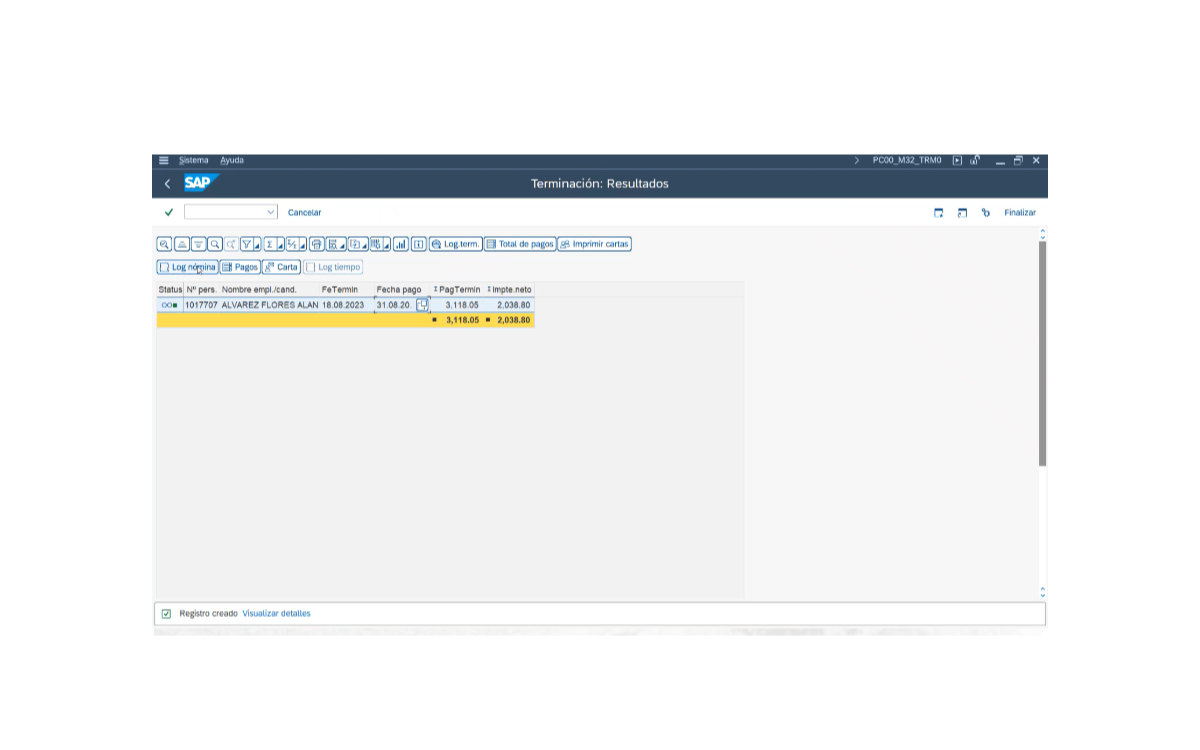 Sistema Ayuda PC00_M32_TRM0
SAP Terminación: Resultados
Cancelar Finalizar
Log.term. Total de pagos Imprimir cartas
Log nómina Pagos Carta Log tiempo
Status Nº pers. Nombre empl./cand. FeTermin Fecha pago Σ PagTermin Σ Impte.neto
1017707 ALVAREZ FLORES ALAN 18.08.2023 31.08.20 3,118.05 2,038.80
3,118.05 2,038.80
Registro creado Visualizar detalles